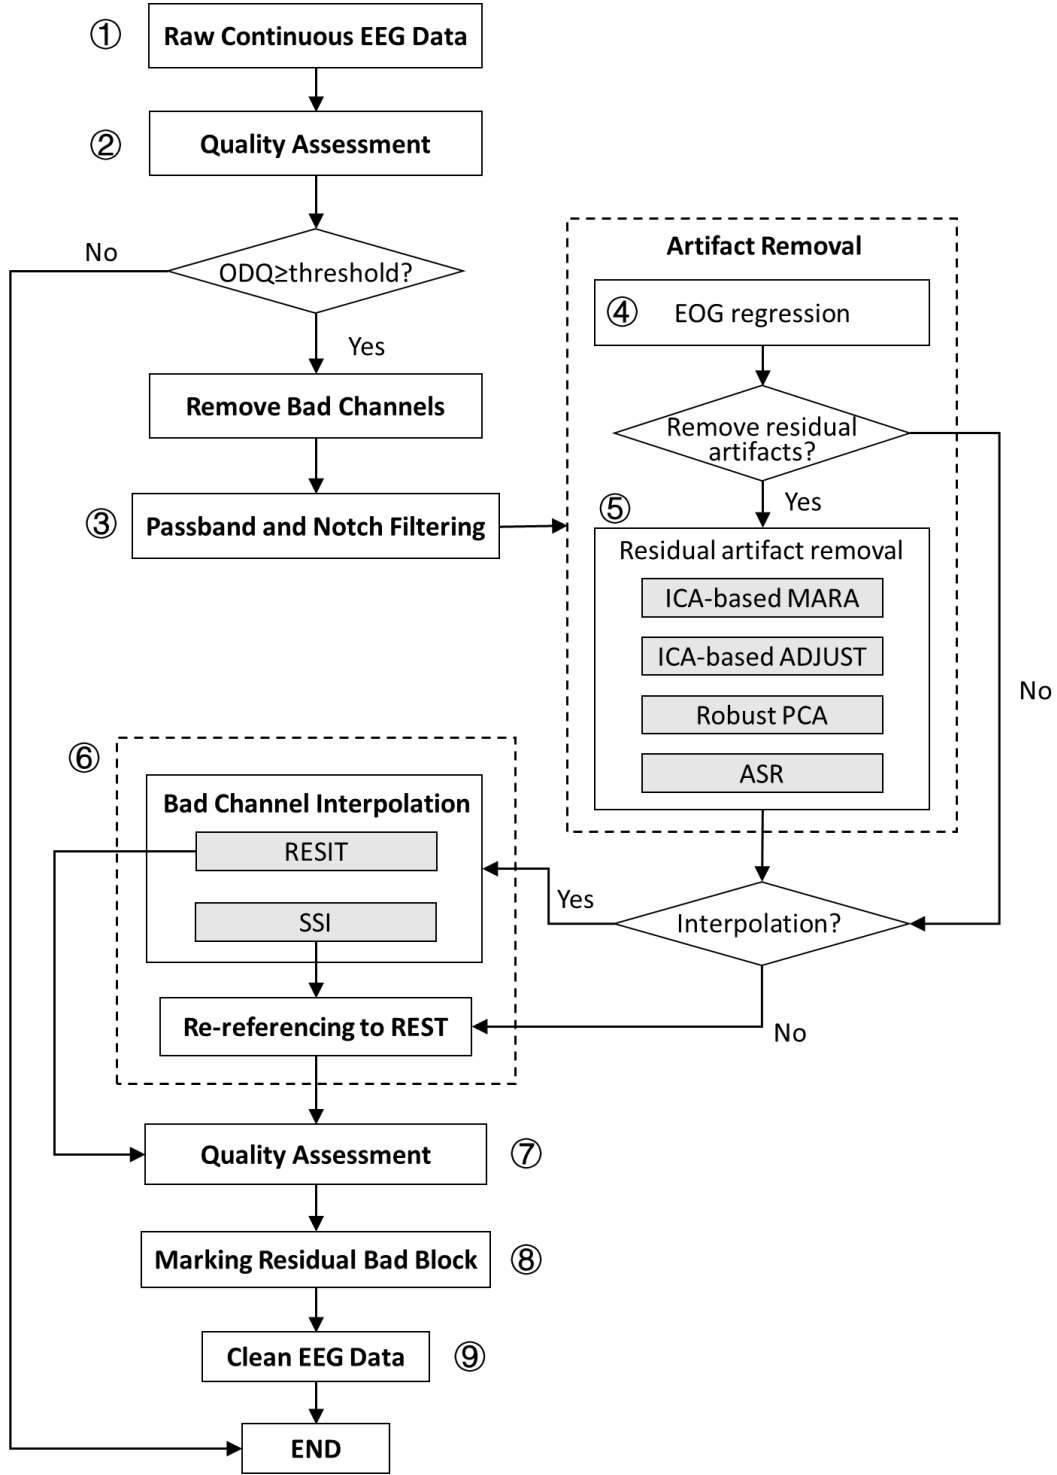 ①
Raw Continuous EEG Data
②
Quality Assessment
No
ODQ≥threshold?
Yes
Remove Bad Channels
③
Passband and Notch Filtering
Artifact Removal
④
EOG regression
Remove residual
artifacts?
Yes
No
⑤
Residual artifact removal
ICA-based MARA
ICA-based ADJUST
Robust PCA
ASR
Interpolation?
Yes
No
⑥
Bad Channel Interpolation
RESIT
SSI
Re-referencing to REST
Quality Assessment
⑦
Marking Residual Bad Block
⑧
Clean EEG Data
⑨
END